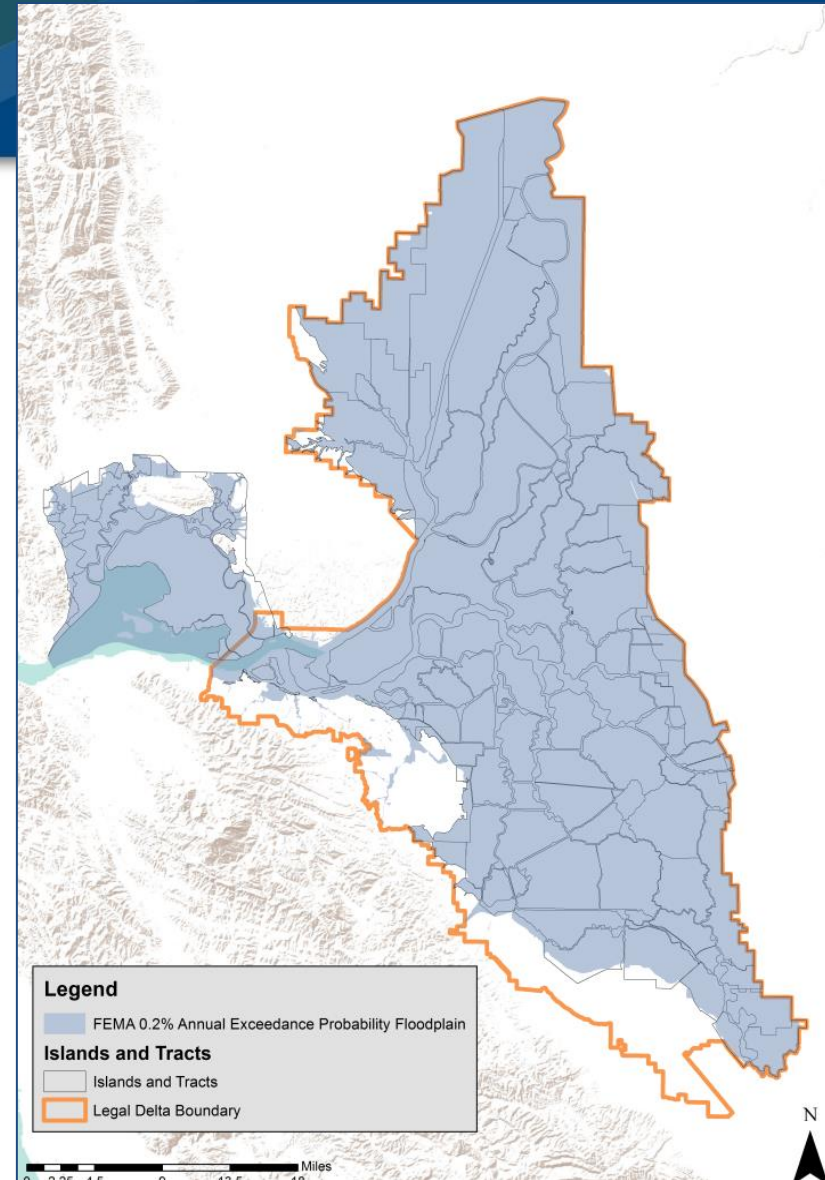 Legend
FEMA 0.2% Annual Exceedance Probability Floodplain
Islands and Tracts
Islands and Tracts
Legal Delta Boundary
N
Miles